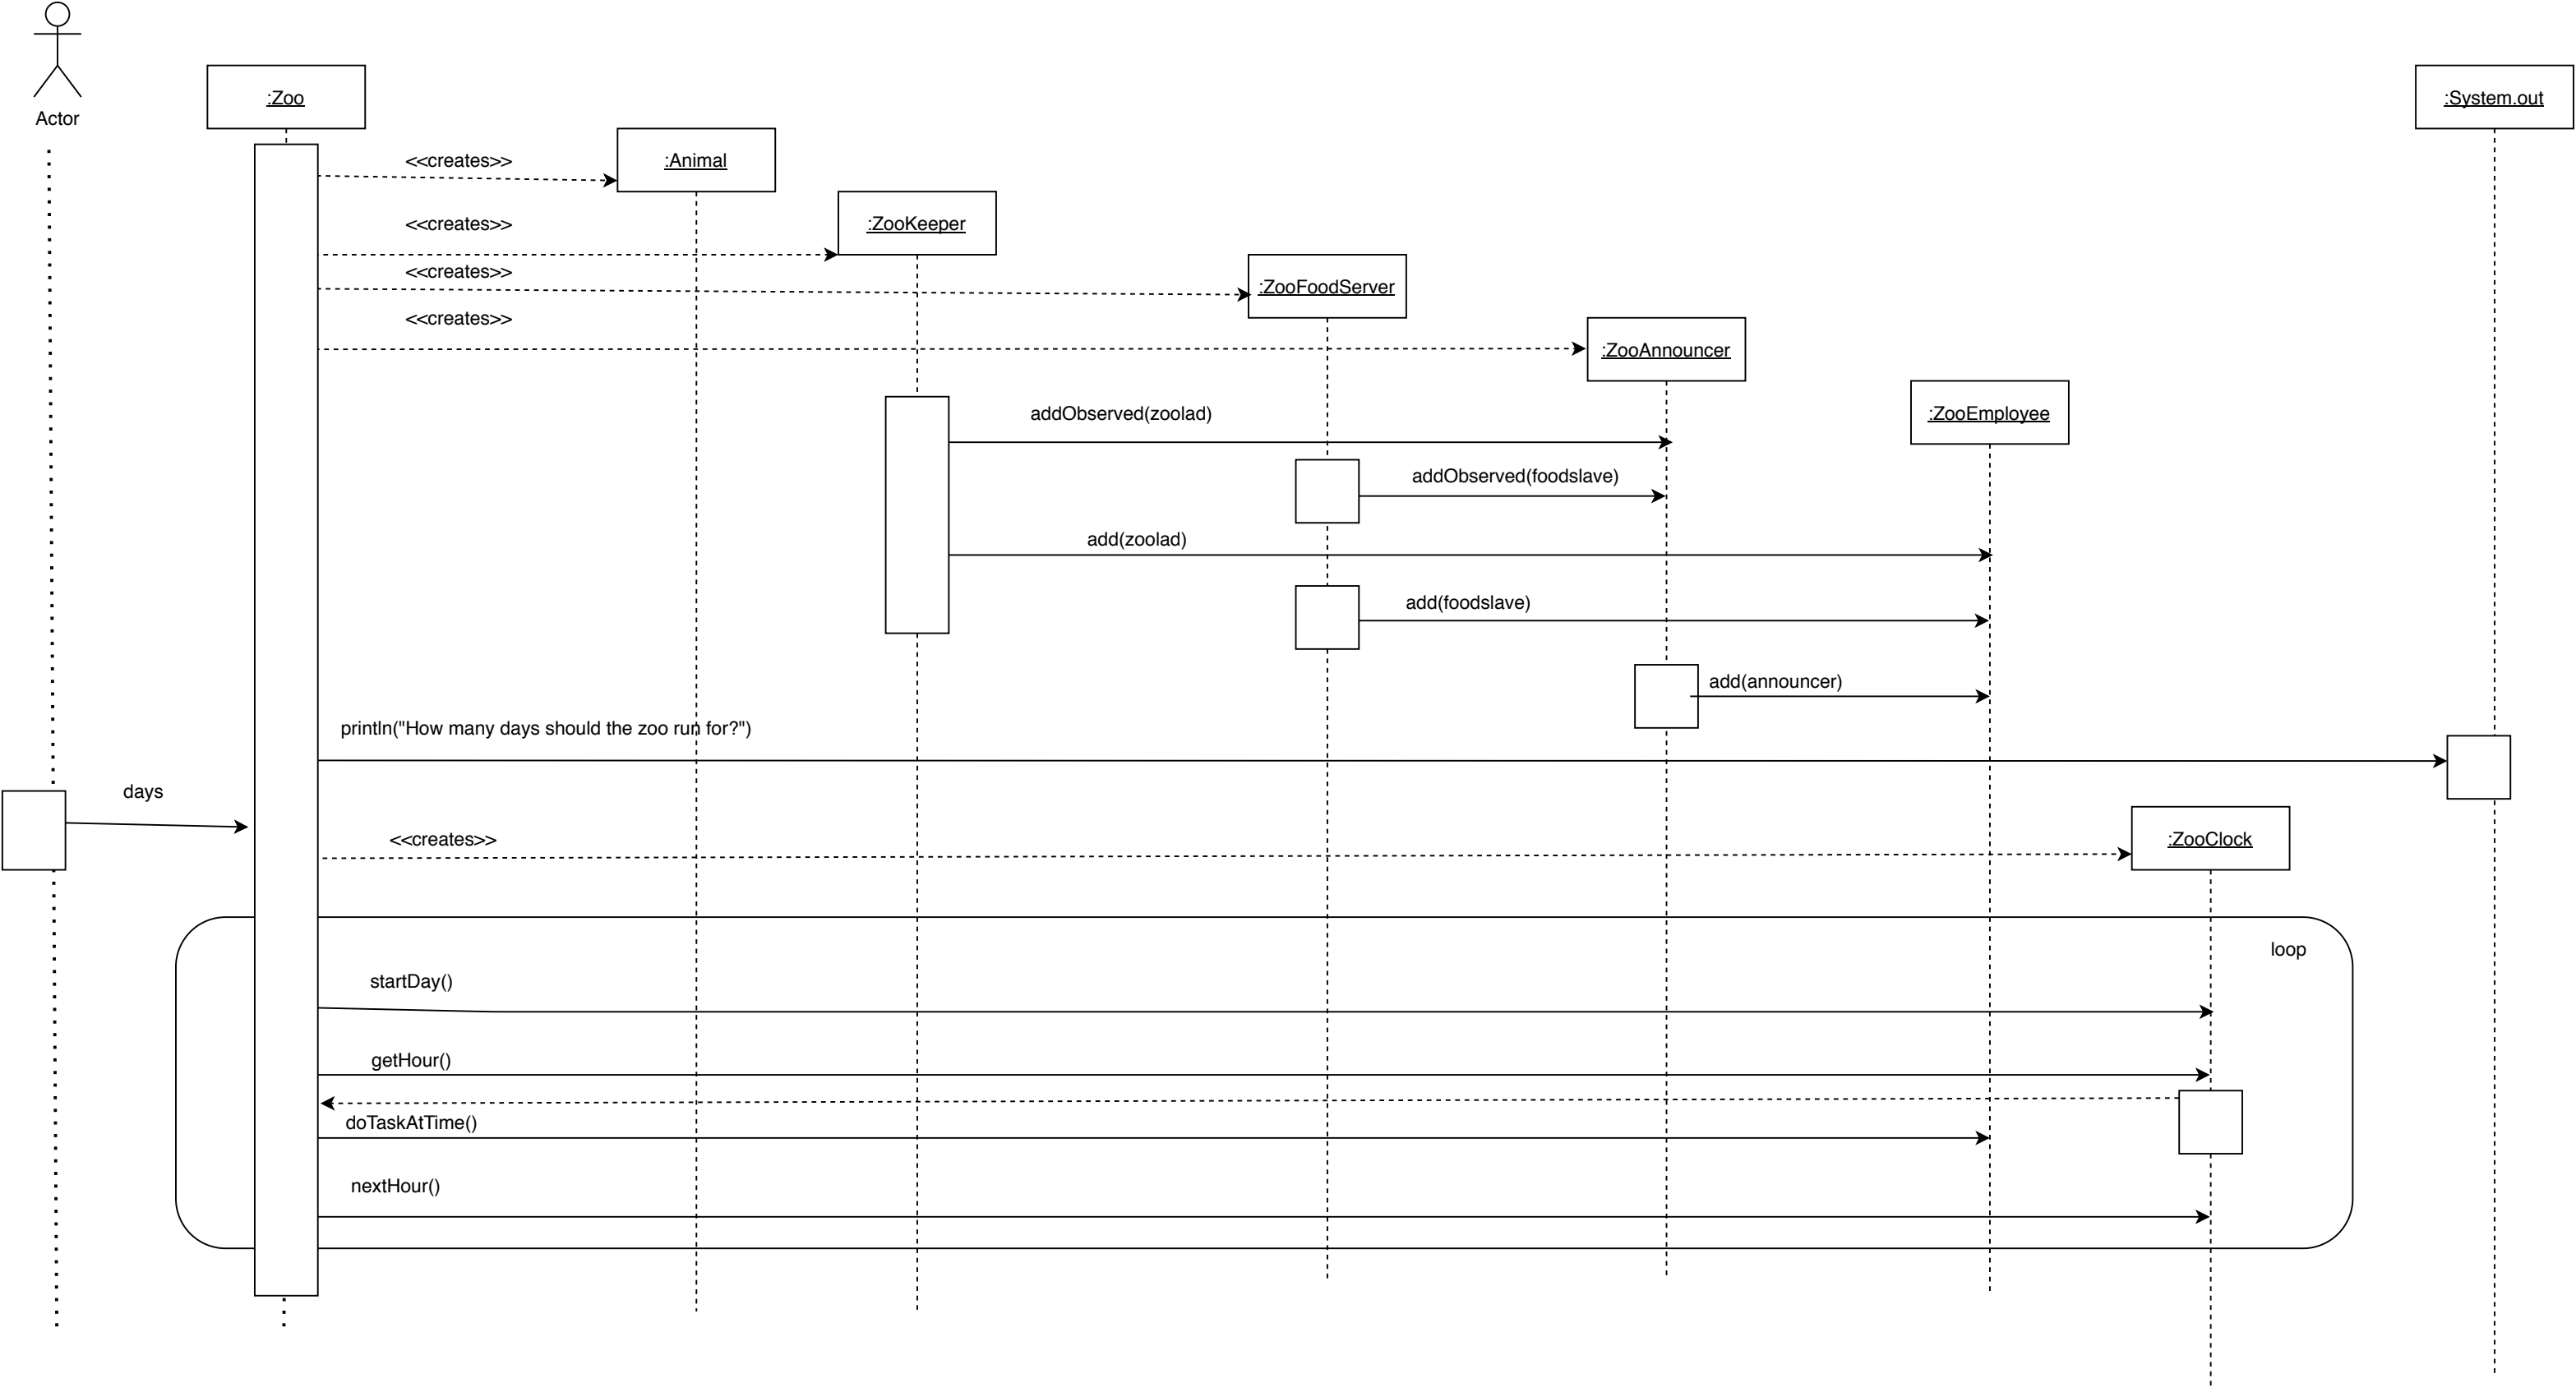 Actor
:Zoo
:System.out
<<creates>>
:Animal
<<creates>>
:ZooKeeper
<<creates>>
:ZooFoodServer
<<creates>>
:ZooAnnouncer
addObserved(zoolad)
:ZooEmployee
addObserved(foodslave)
add(zoolad)
add(foodslave)
add(announcer)
println("How many days should the zoo run for?")
days
<<creates>>
:ZooClock
loop
startDay()
getHour()
doTaskAtTime()
nextHour()